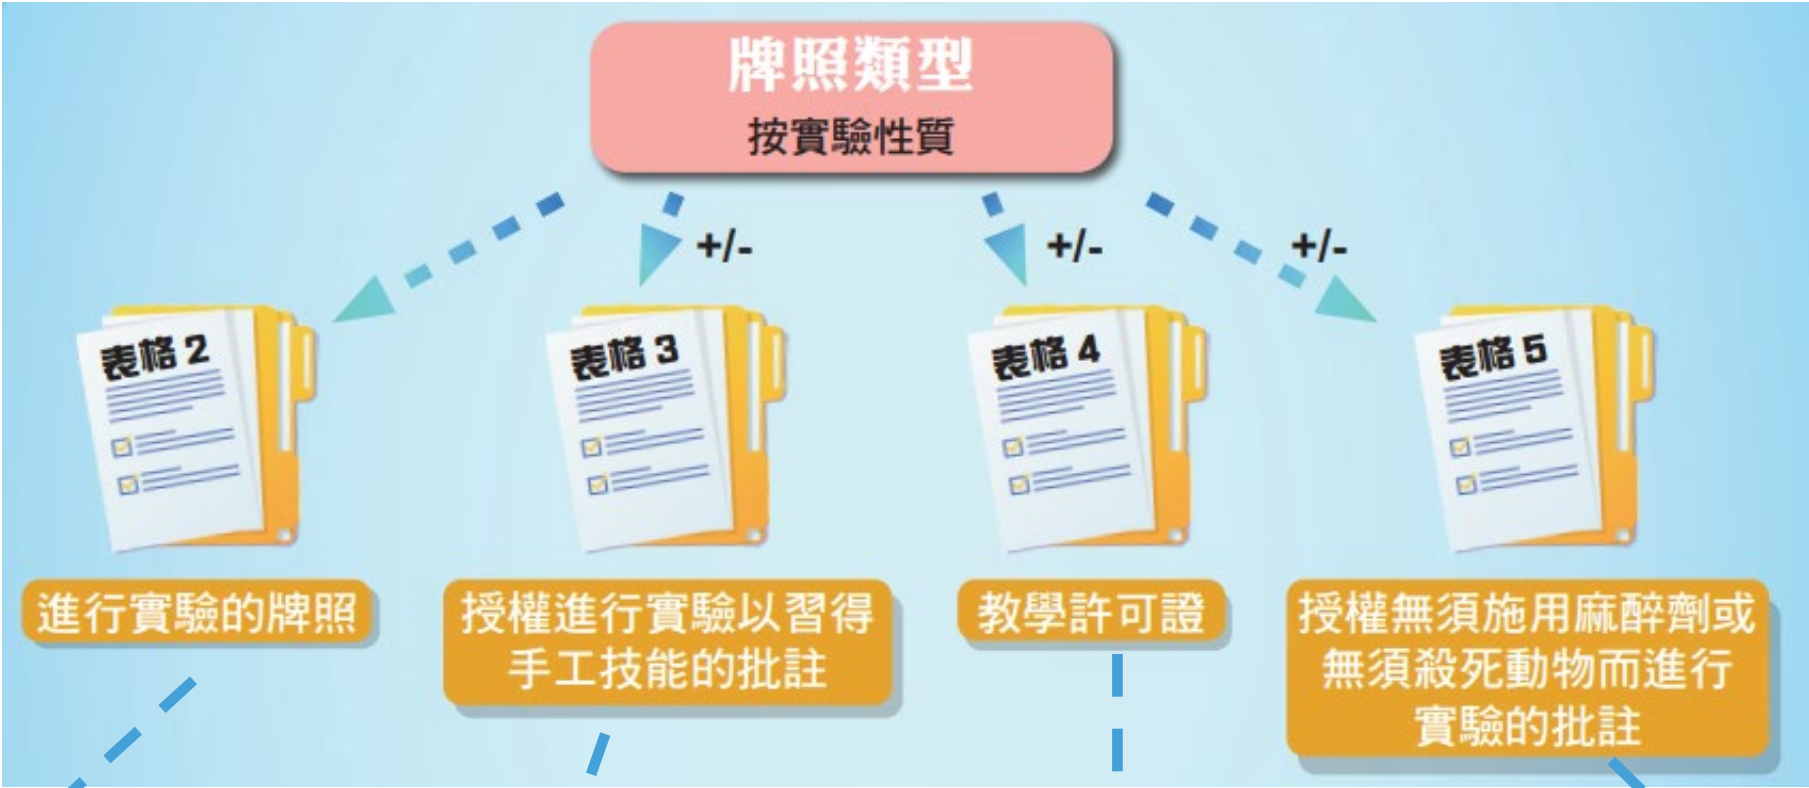 牌照類型
按實驗性質
+/-
+/-
+/-
表格 2
表格 3
表格 4
表格 5
進行實驗的牌照
授權進行實驗以習得
手工技能的批註
教學許可證
授權無須施用麻醉劑或
無須殺死動物而進行
實驗的批註